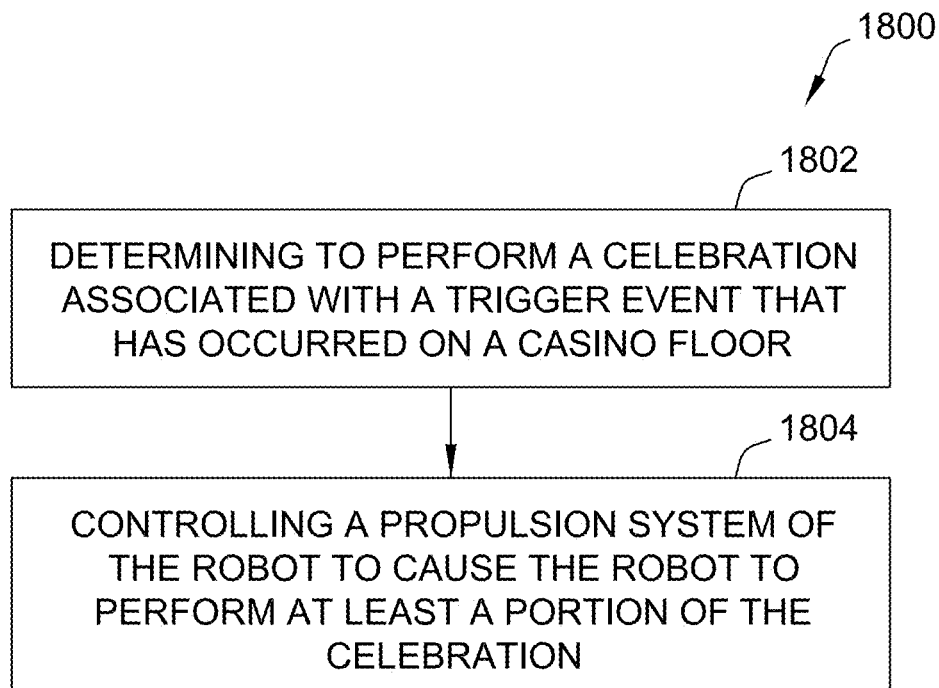 1800
1802
DETERMINING TO PERFORM A CELEBRATION
ASSOCIATED WITH A TRIGGER EVENT THAT
HAS OCCURRED ON A CASINO FLOOR
1804
CONTROLLING A PROPULSION SYSTEM OF
THE ROBOT TO CAUSE THE ROBOT TO
PERFORM AT LEAST A PORTION OF THE
CELEBRATION